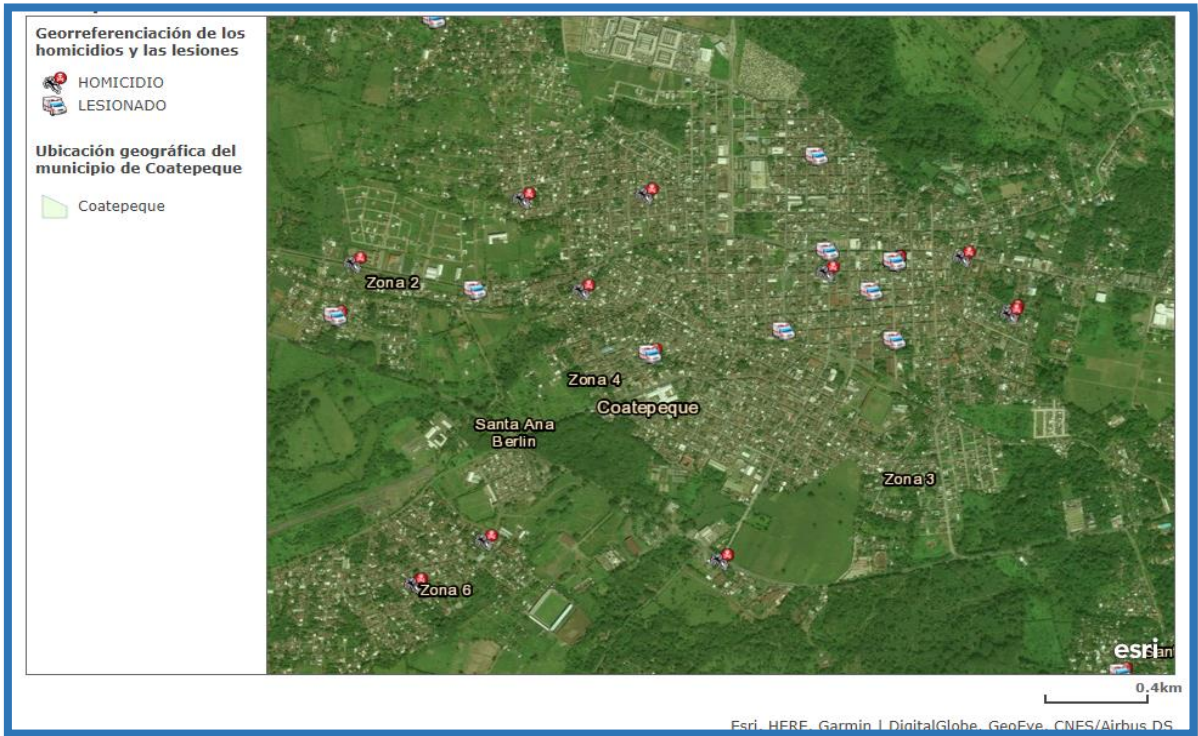 Georreferenciación de los
homicidios y las lesiones
HOMICIDIO
LESIONADO
Ubicación geográfica del
municipio de Coatepeque
Coatepeque
Zona 2
Zona 4
Coatepeque
Santa Ana
Berlin
Zona 3
Zona 6
esri
0.4km
Esri, HERE, Garmin | DigitalGlobe, GeoEye, CNES/Airbus DS